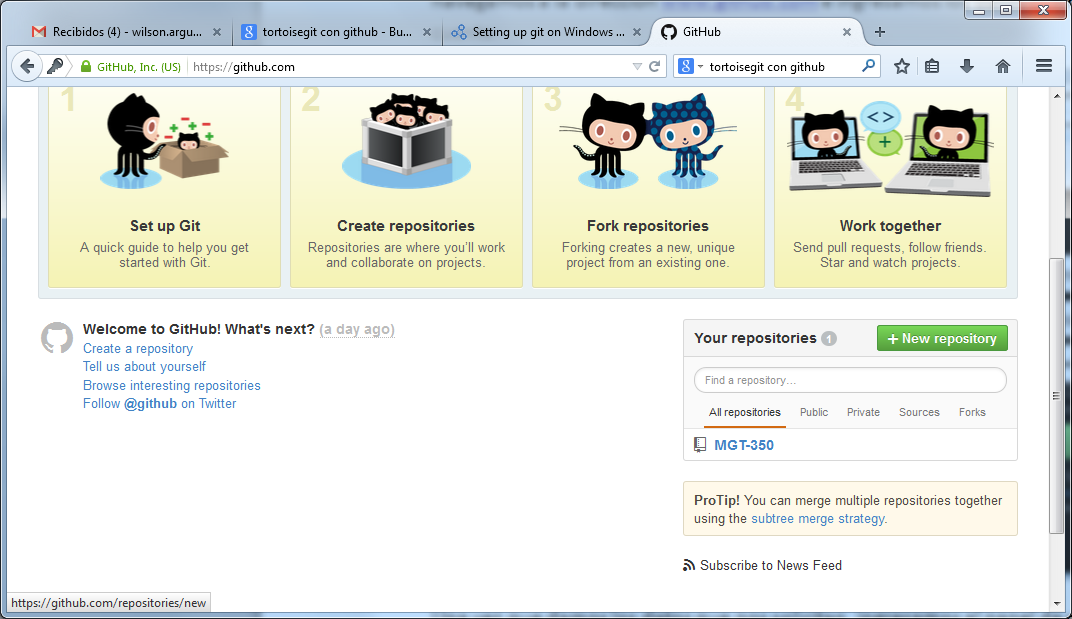 Recibidos (4) - wilson.argu...
tortoisegit con github - Bu...
Setting up git on Windows ...
GitHub
GitHub, Inc. (US)
https://github.com
tortoisegit con github
1
2
3
4
Set up Git
A quick guide to help you get
started with Git.
Create repositories
Repositories are where you'll work
and collaborate on projects.
Fork repositories
Forking creates a new, unique
project from an existing one.
Work together
Send pull requests, follow friends.
Star and watch projects.
Welcome to GitHub! What's next? (a day ago)
Create a repository
Tell us about yourself
Browse interesting repositories
Follow @github on Twitter
Your repositories 1
+ New repository
Find a repository…
All repositories Public Private Sources Forks
MGT-350
ProTip! You can merge multiple repositories together
using the subtree merge strategy.
Subscribe to News Feed
https://github.com/repositories/new